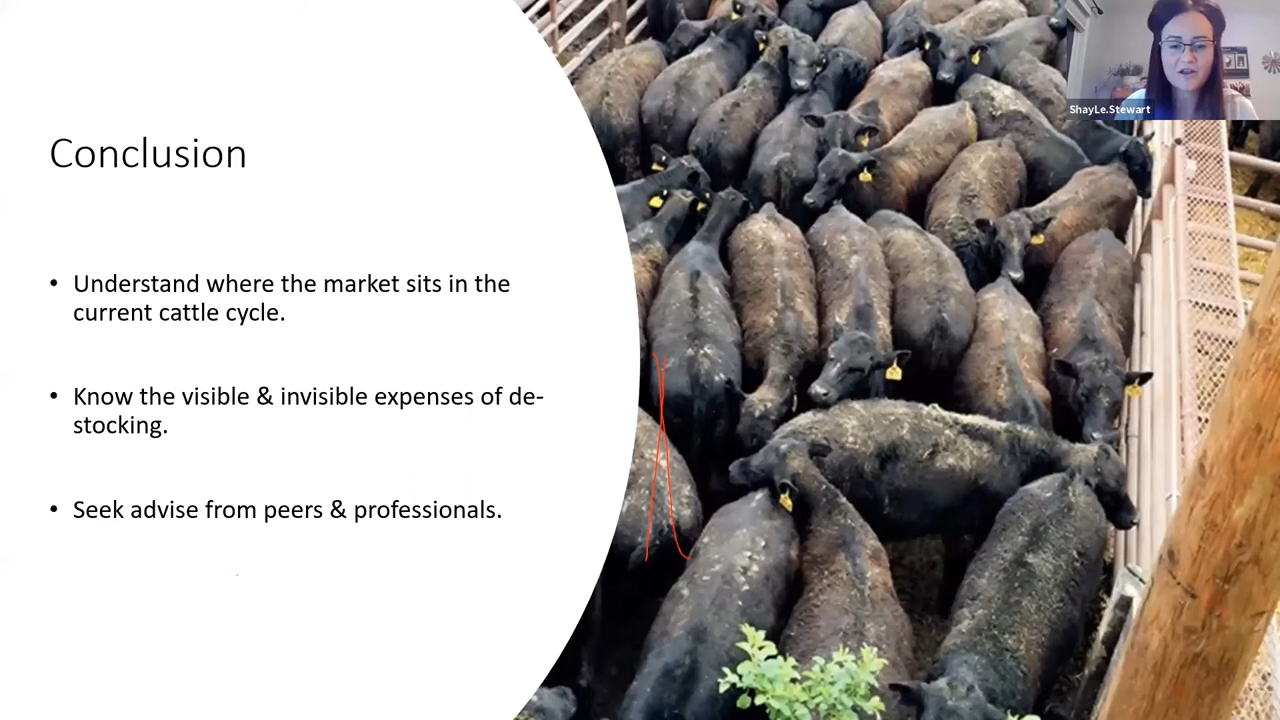 ShayLe.Stewart
Conclusion
• Understand where the market sits in the
current cattle cycle.
• Know the visible & invisible expenses of de-
stocking.
• Seek advise from peers & professionals.